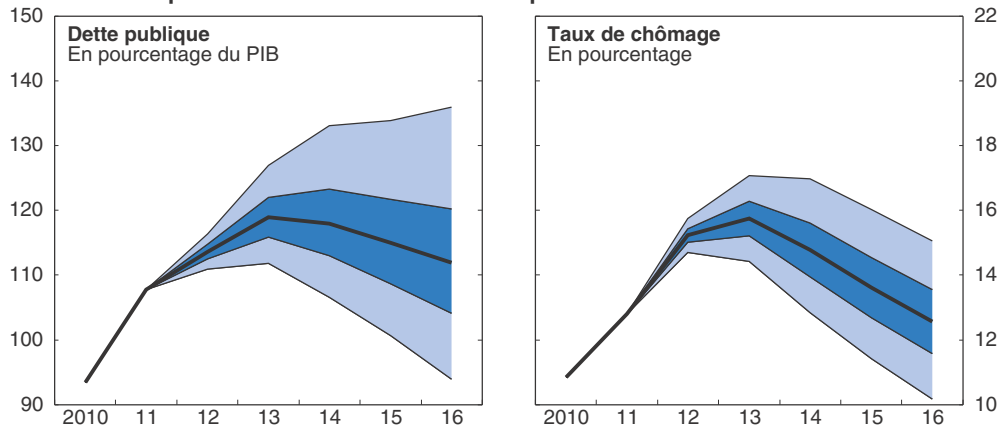 Dette publique
En pourcentage du PIB
150
140
130
120
110
100
90
2010 11 12 13 14 15 16
Taux de chômage
En pourcentage
22
20
18
16
14
12
10
2010 11 12 13 14 15 16